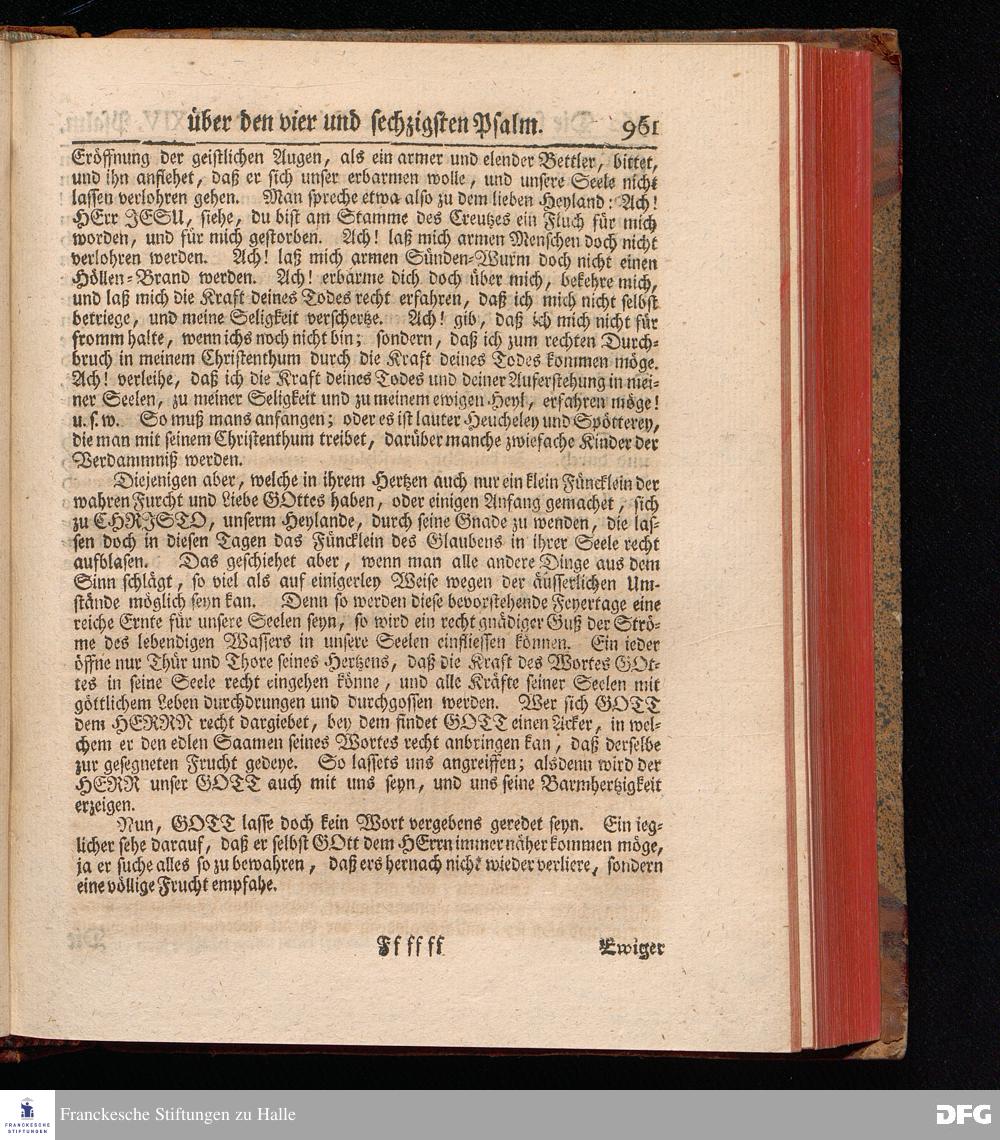 über den vier und sechzigsten Psalm. 961
Eröffnung der geistlichen Augen, als ein armer und elender Bettler, bittet,
und ihn anflehet, daß er sich unser erbarmen wolle, und unsere Seele nicht
lassen verlohren gehen. Man spreche etwa also zu dem lieben Heyland: Ach!
HErr JESU, siehe, du bist am Stamme des Creutzes ein Fluch für mich
worden, und für mich gestorben. Ach! laß mich armen Menschen doch nicht
verlohren werden. Ach! laß mich armen Sünden-Wurm doch nicht einen
Höllen-Brand werden. Ach! erbarme dich doch über mich, bekehre mich,
und laß mich die Kraft deines Todes recht erfahren, daß ich mich nicht selbst
betriege, und meine Seligkeit verschertze. Ach! gib, daß ich mich nicht für
fromm halte, wenn ichs noch nicht bin; sondern, daß ich zum rechten Durch-
bruch in meinem Christenthum durch die Kraft deines Todes kommen möge.
Ach! verleihe, daß ich die Kraft deines Todes und deiner Auferstehung in mei-
ner Seelen, zu meiner Seligkeit und zu meinem ewigen Heyl, erfahren möge!
u. s. w. So muß mans anfangen; oder es ist lauter Heucheley und Spötterey,
die man mit seinem Christenthum treibet, darüber manche zwiefache Kinder der
Verdammniß werden.
Diejenigen aber, welche in ihrem Hertzen auch nur ein klein Füncklein der
wahren Furcht und Liebe GOttes haben, oder einigen Anfang gemachet, sich
zu CHRISTO, unserm Heylande, durch seine Gnade zu wenden, die las-
sen doch in diesen Tagen das Füncklein des Glaubens in ihrer Seele recht
aufblasen. Das geschiehet aber, wenn man alle andere Dinge aus dem
Sinn schlägt, so viel als auf einigerley Weise wegen der äusserlichen Um-
stände möglich seyn kan. Denn so werden diese bevorstehende Feyertage eine
reiche Ernte für unsere Seelen seyn, so wird ein recht gnädiger Guß der Strö-
me des lebendigen Wassers in unsere Seelen einfliessen können. Ein ieder
öffne nur Thür und Thore seines Hertzens, daß die Kraft des Wortes GOt-
tes in seine Seele recht eingehen könne, und alle Kräfte seiner Seelen mit
göttlichem Leben durchdrungen und durchgossen werden. Wer sich GOTT
dem HERRN recht dargiebet, bey dem findet GOTT einen Acker, in wel-
chem er den edlen Saamen seines Wortes recht anbringen kan, daß derselbe
zur gesegneten Frucht gedeye. So lassets uns angreiffen; alsdenn wird der
HERR unser GOTT auch mit uns seyn, und uns seine Barmhertzigkeit
erzeigen.
Nun, GOTT lasse doch kein Wort vergebens geredet seyn. Ein ieg-
licher sehe darauf, daß er selbst GOtt dem HErrn immer näher kommen möge,
ja er suche alles so zu bewahren, daß ers hernach nicht wieder verliere, sondern
eine völlige Frucht empfahe.
Ff ff ff Ewiger
FRANCKESCHE STIFTUNGEN
Franckesche Stiftungen zu Halle
DFG